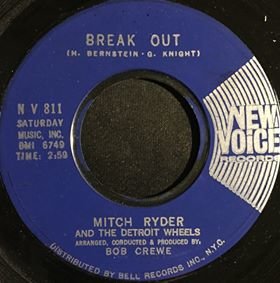 BREAK OUT
(M. BERNSTEIN - G. KNIGHT)
N V 811
SATURDAY
MUSIC, INC.
BMI 6749
TIME: 2:59
NEW
VOICE
RECORDS
MITCH RYDER
AND THE DETROIT WHEELS
ARRANGED, CONDUCTED & PRODUCED BY:
BOB CREWE
DISTRIBUTED BY BELL RECORDS INC., N.Y.C.